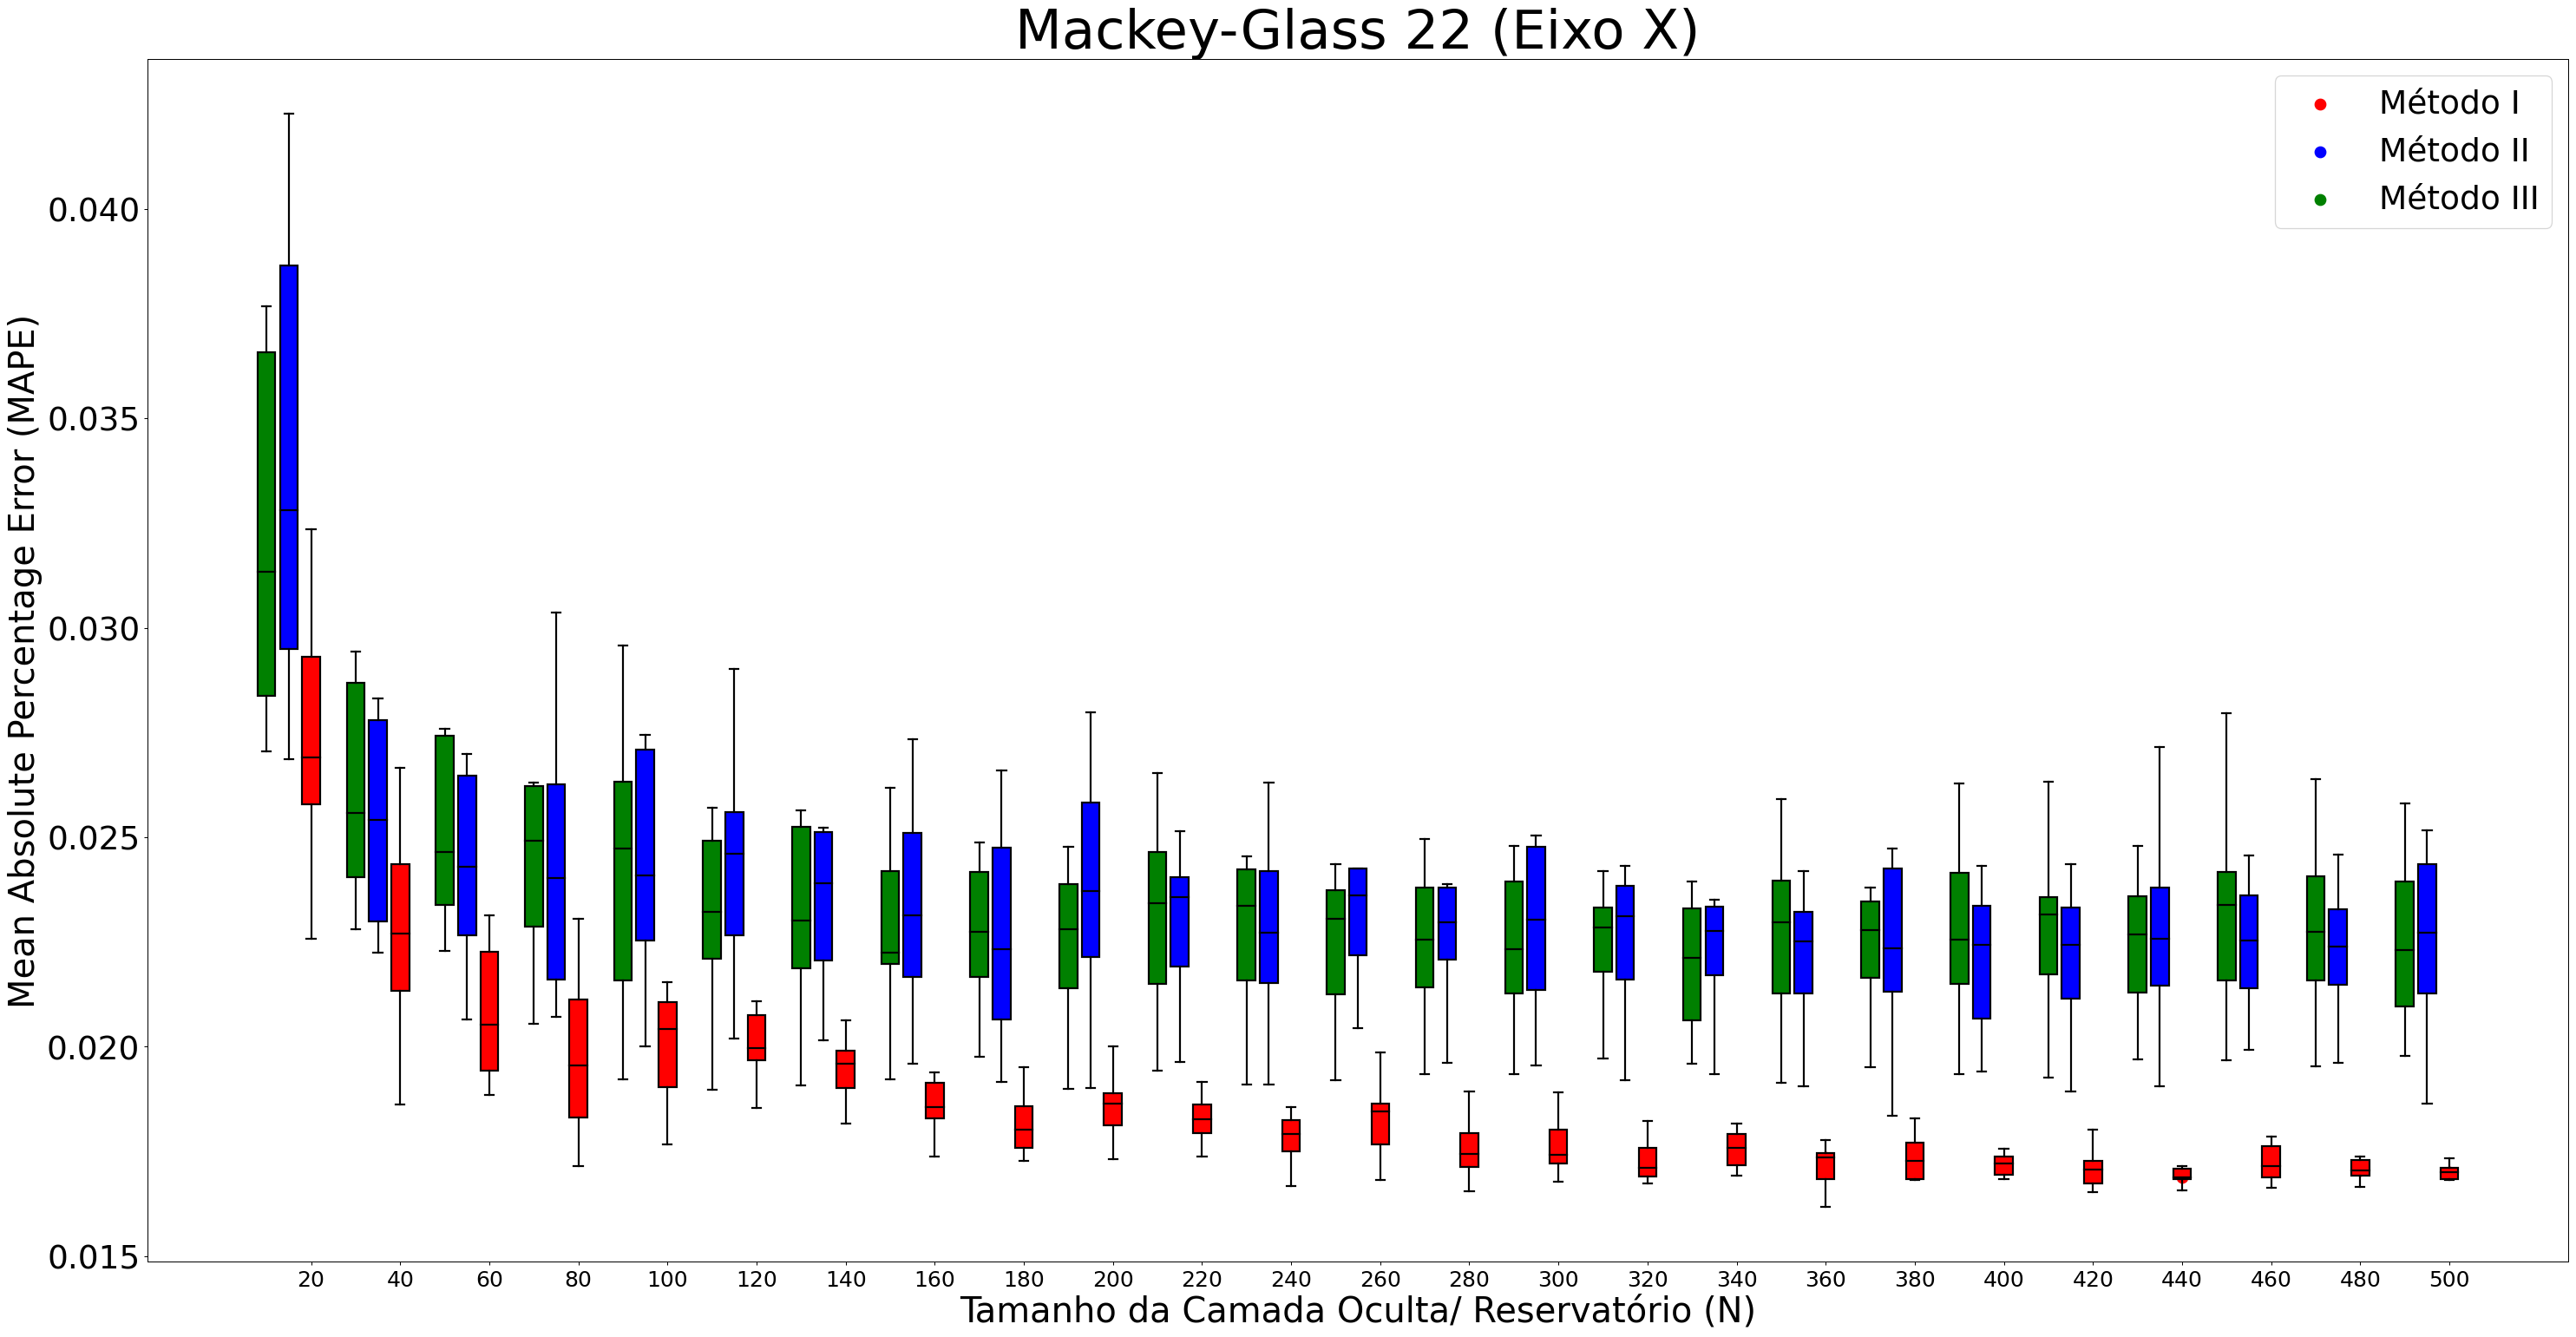 Mackey-Glass 22 (Eixo X)
Método I
Método II
Método III
Mean Absolute Percentage Error (MAPE)
0.040
0.035
0.030
0.025
0.020
0.015
20 40 60 80 100 120 140 160 180 200 220 240 260 280 300 320 340 360 380 400 420 440 460 480 500
Tamanho da Camada Oculta/ Reservatório (N)